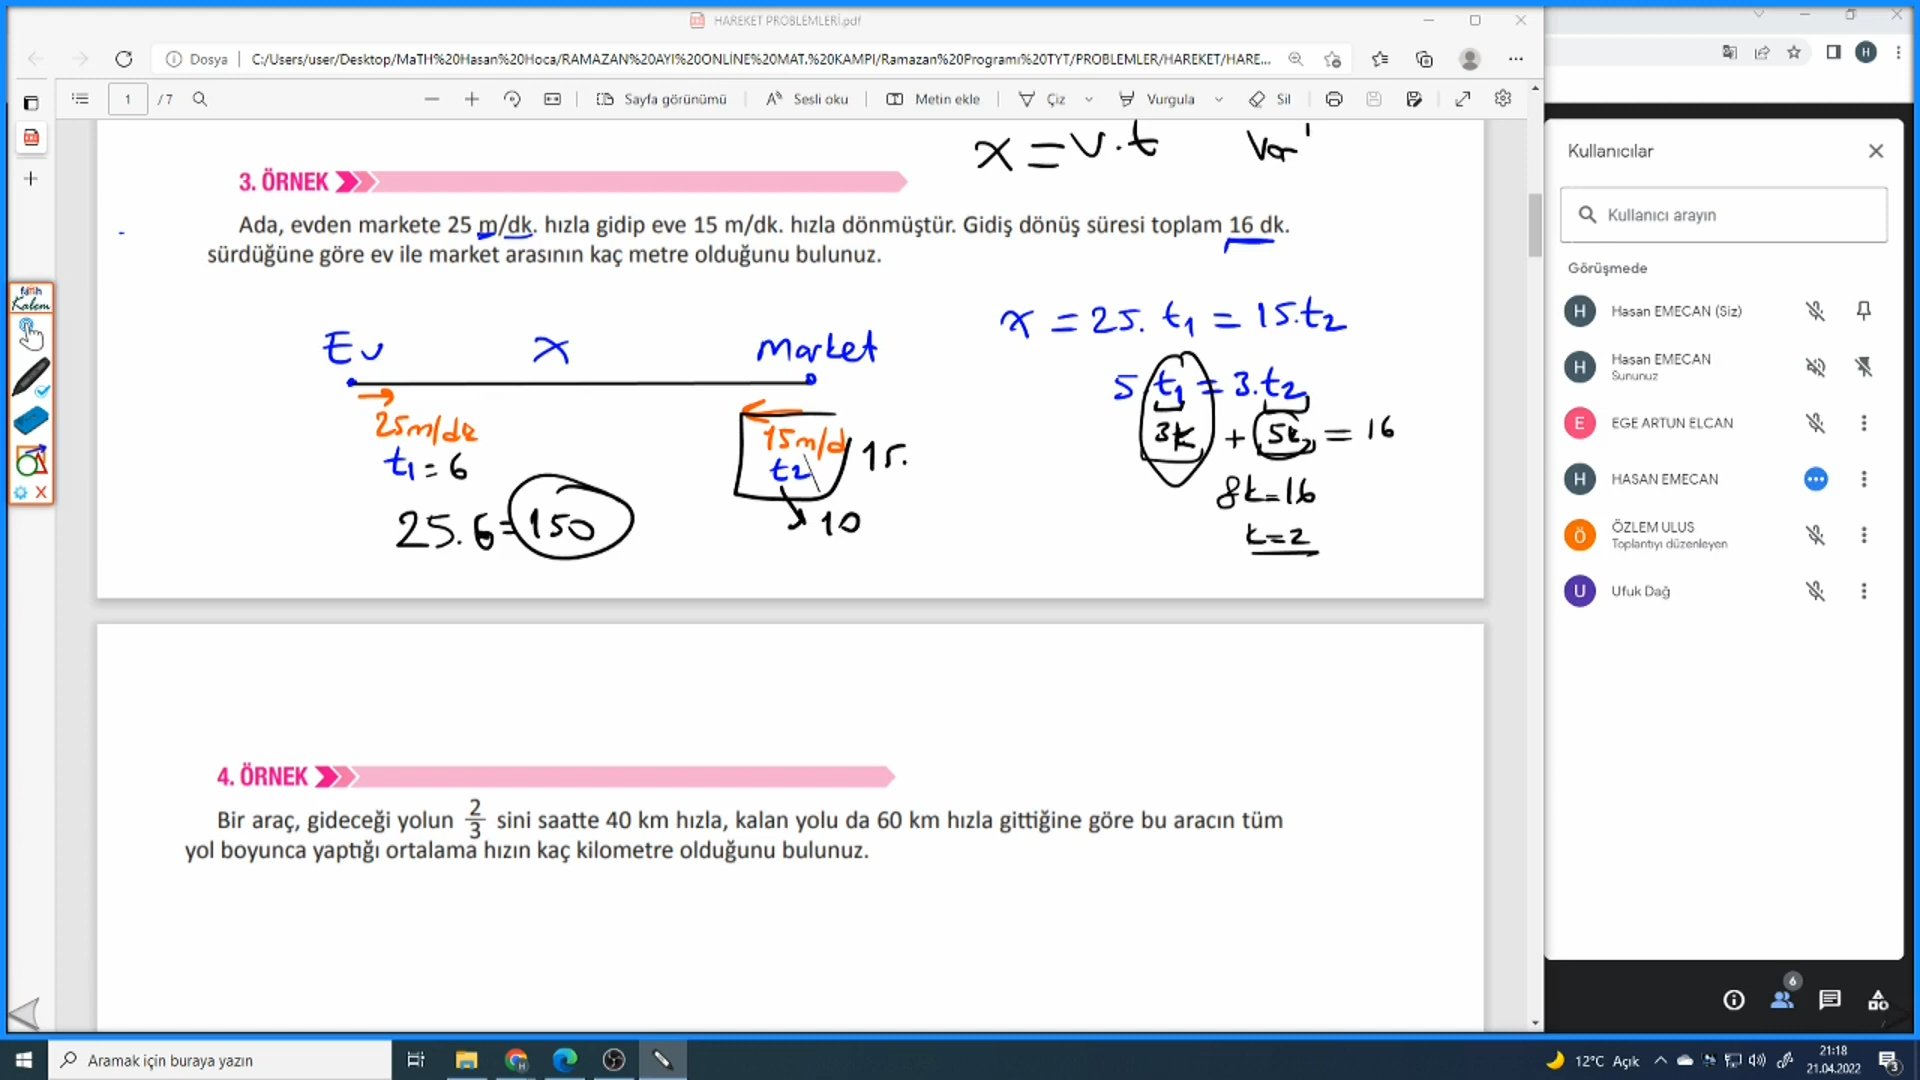 HAREKET PROBLEMLERİ.pdf
Dosya
C:/Users/user/Desktop/MaTH%20Hasan%20Hoca/RAMAZAN%20AYI%20ONLİNE%20MAT.%20KAMPI/Ramazan%20Programı%20TYT/PROBLEMLER/HAREKET/HARE...
1 /7
Sayfa görünümü
Sesli oku
Metin ekle
Çiz
Vurgula
Sil
x = v.t
3. ÖRNEK
Ada, evden markete 25 m/dk. hızla gidip eve 15 m/dk. hızla dönmüştür. Gidiş dönüş süresi toplam 16 dk.
sürdüğüne göre ev ile market arasının kaç metre olduğunu bulunuz.
Ev x Market
25m/dk
t1 = 6
25.6=150
15m/d
t2
15.
10
x = 25. t1 = 15.t2
5 t1 = 3.t2
3k + 5k = 16
8k=16
k=2
4. ÖRNEK
Bir araç, gideceği yolun 2/3 sini saatte 40 km hızla, kalan yolu da 60 km hızla gittiğine göre bu aracın tüm
yol boyunca yaptığı ortalama hızın kaç kilometre olduğunu bulunuz.
fatih
Kalem
Kullanıcılar
Kullanıcı arayın
Görüşmede
H Hasan EMECAN (Siz)
H Hasan EMECAN
Sununuz
E EGE ARTUN ELCAN
H HASAN EMECAN
Ö ÖZLEM ULUS
Toplantıyı düzenleyen
U Ufuk Dağ
6
Aramak için buraya yazın
12°C Açık
21:18
21.04.2022
3